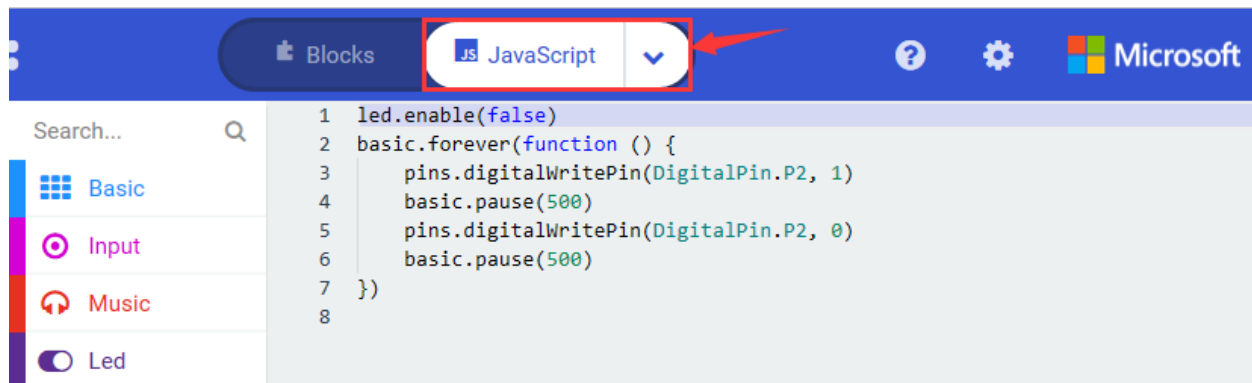 Blocks
JS JavaScript
Microsoft
Search...
Basic
Input
Music
Led
1 led.enable(false)
2 basic.forever(function () {
3     pins.digitalWritePin(DigitalPin.P2, 1)
4     basic.pause(500)
5     pins.digitalWritePin(DigitalPin.P2, 0)
6     basic.pause(500)
7 })
8